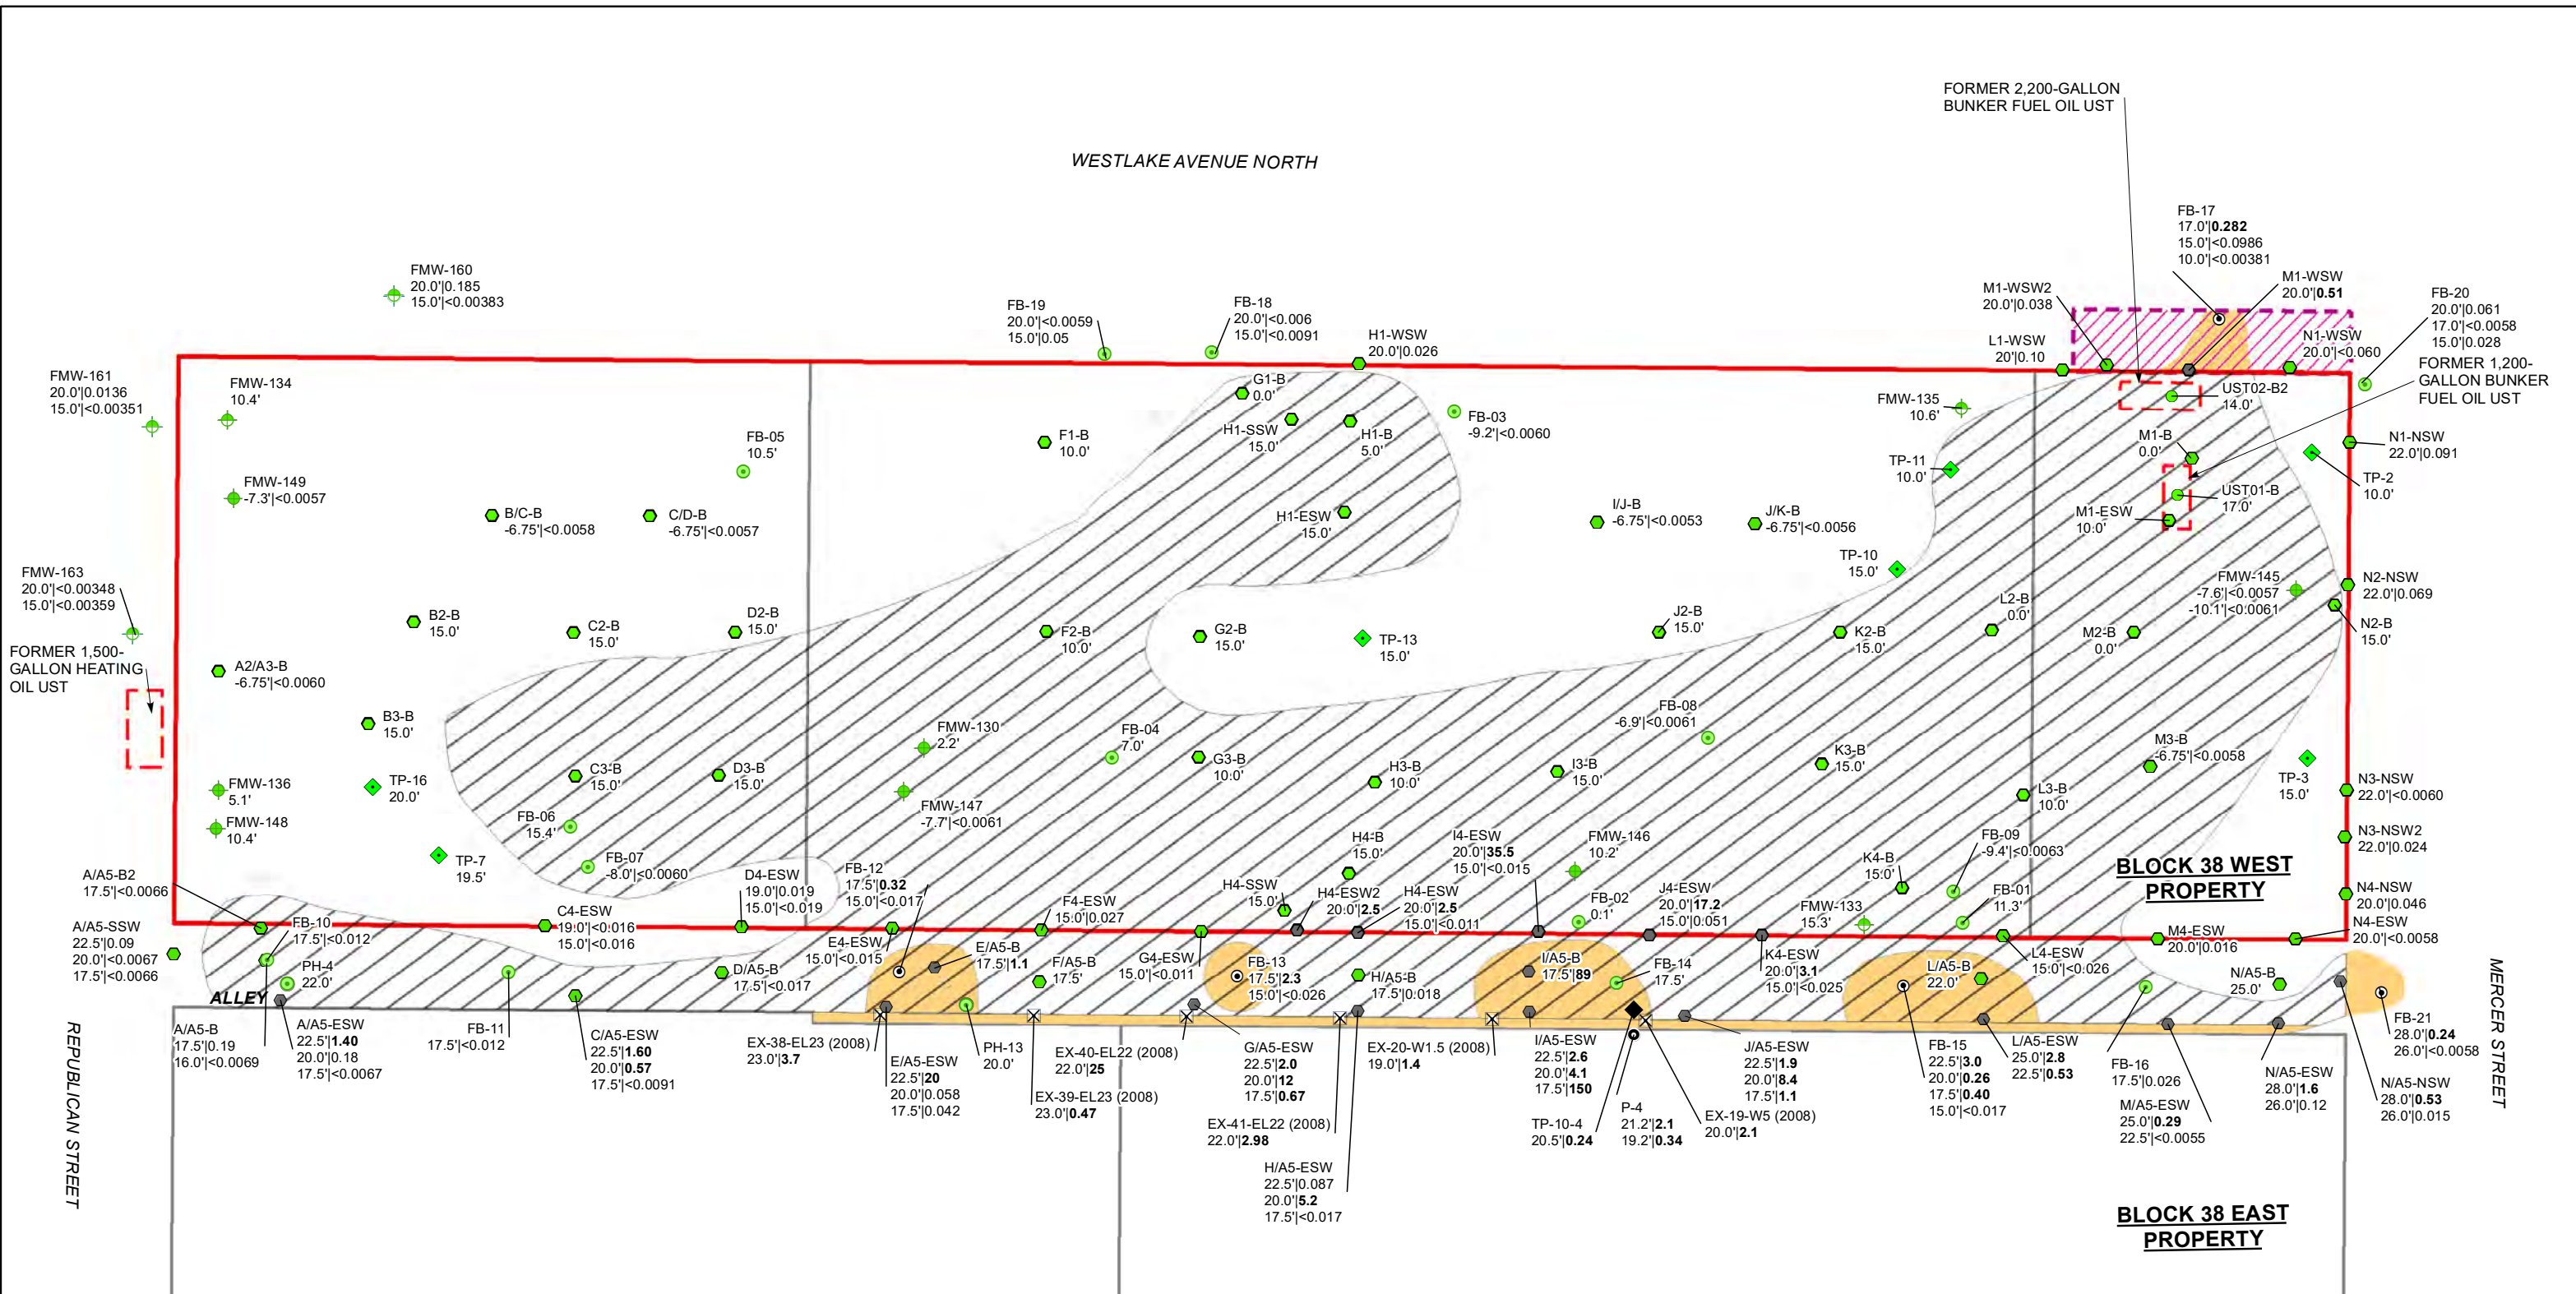 FORMER 2,200-GALLON
BUNKER FUEL OIL UST
WESTLAKE AVENUE NORTH
FB-17
17.0'|0.282
15.0'|<0.0986
10.0'|<0.00381
FMW-160
20.0'|0.185
15.0'|<0.00383
FB-19
20.0'|<0.0059
15.0'|0.05
FB-18
20.0'|<0.006
15.0'|<0.0091
H1-WSW
20.0'|0.026
M1-WSW2
20.0'|0.038
M1-WSW
20.0'|0.51
FB-20
20.0'|0.061
17.0'|<0.0058
15.0'|0.028
L1-WSW
20'|0.10
N1-WSW
20.0'|<0.060
FORMER 1,200-
GALLON BUNKER
FUEL OIL UST
FMW-161
20.0'|0.0136
15.0'|<0.00351
FMW-134
10.4'
G1-B
0.0'
FB-03
-9.2'|<0.0060
FMW-135
10.6'
UST02-B2
14.0'
FB-05
10.5'
F1-B
10.0'
H1-SSW
15.0'
H1-B
5.0'
M1-B
0.0'
N1-NSW
22.0'|0.091
FMW-149
-7.3'|<0.0057
TP-11
10.0'
TP-2
10.0'
B/C-B
-6.75'|<0.0058
C/D-B
-6.75'|<0.0057
H1-ESW
15.0'
I/J-B
-6.75'|<0.0053
J/K-B
-6.75'|<0.0056
UST01-B
17.0'
M1-ESW
10.0'
FMW-163
20.0'|<0.00348
15.0'|<0.00359
TP-10
15.0'
FMW-145
-7.6'|<0.0057
-10.1'|<0.0061
N2-NSW
22.0'|0.069
B2-B
15.0'
C2-B
15.0'
D2-B
15.0'
F2-B
10.0'
G2-B
15.0'
TP-13
15.0'
J2-B
15.0'
K2-B
15.0'
L2-B
0.0'
M2-B
0.0'
N2-B
15.0'
FORMER 1,500-
GALLON HEATING
OIL UST
A2/A3-B
-6.75'|<0.0060
B3-B
15.0'
FMW-130
2.2'
FB-04
7.0'
G3-B
10.0'
FB-08
-6.9'|<0.0061
M3-B
-6.75'|<0.0058
FMW-136
5.1'
TP-16
20.0'
C3-B
15.0'
D3-B
15.0'
H3-B
10.0'
I3-B
15.0'
K3-B
15.0'
L3-B
10.0'
TP-3
15.0'
N3-NSW
22.0'|<0.0060
FMW-148
10.4'
FB-06
15.4'
FMW-147
-7.7'|<0.0061
H4-B
15.0'
I4-ESW
20.0'|35.5
15.0'|<0.015
FMW-146
10.2'
FB-09
-9.4'|<0.0063
N3-NSW2
22.0'|0.024
TP-7
19.5'
FB-07
-8.0'|<0.0060
K4-B
15.0'
BLOCK 38 WEST
PROPERTY
A/A5-B2
17.5'|<0.0066
D4-ESW
19.0'|0.019
15.0'|<0.019
FB-12
17.5'|0.32
15.0'|<0.017
H4-SSW
15.0'
H4-ESW2
20.0'|2.5
H4-ESW
20.0'|2.5
15.0'|<0.011
FB-02
0.1'
J4-ESW
20.0'|17.2
15.0'|0.051
FMW-133
15.3'
FB-01
11.3'
N4-NSW
20.0'|0.046
A/A5-SSW
22.5'|0.09
20.0'|<0.0067
17.5'|<0.0066
FB-10
17.5'|<0.012
C4-ESW
19.0'|<0.016
15.0'|<0.016
F4-ESW
15.0'|0.027
N4-ESW
20.0'|<0.0058
M4-ESW
20.0'|0.016
E4-ESW
15.0'|<0.015
E/A5-B
17.5'|1.1
G4-ESW
15.0'|<0.011
K4-ESW
20.0'|3.1
15.0'|<0.025
L4-ESW
15.0'|<0.026
PH-4
22.0'
D/A5-B
17.5'|<0.017
F/A5-B
17.5'
FB-13
17.5'|2.3
15.0'|<0.026
H/A5-B
17.5'|0.018
I/A5-B
17.5'|89
FB-14
17.5'
L/A5-B
22.0'
N/A5-B
25.0'
ALLEY
MERCER STREET
REPUBLICAN STREET
A/A5-B
17.5'|0.19
16.0'|<0.0069
A/A5-ESW
22.5'|1.40
20.0'|0.18
17.5'|<0.0067
FB-11
17.5'|<0.012
C/A5-ESW
22.5'|1.60
20.0'|0.57
17.5'|<0.0091
EX-38-EL23 (2008)
23.0'|3.7
E/A5-ESW
22.5'|20
20.0'|0.058
17.5'|0.042
PH-13
20.0'
EX-40-EL22 (2008)
22.0'|25
EX-39-EL23 (2008)
23.0'|0.47
G/A5-ESW
22.5'|2.0
20.0'|12
17.5'|0.67
EX-41-EL22 (2008)
22.0'|2.98
H/A5-ESW
22.5'|0.087
20.0'|5.2
17.5'|<0.017
EX-20-W1.5 (2008)
19.0'|1.4
I/A5-ESW
22.5'|2.6
20.0'|4.1
17.5'|150
TP-10-4
20.5'|0.24
P-4
21.2'|2.1
19.2'|0.34
J/A5-ESW
22.5'|1.9
20.0'|8.4
17.5'|1.1
EX-19-W5 (2008)
20.0'|2.1
FB-15
22.5'|3.0
20.0'|0.26
17.5'|0.40
15.0'|<0.017
L/A5-ESW
25.0'|2.8
22.5'|0.53
FB-16
17.5'|0.026
M/A5-ESW
25.0'|0.29
22.5'|<0.0055
N/A5-ESW
28.0'|1.6
26.0'|0.12
FB-21
28.0'|0.24
26.0'|<0.0058
N/A5-NSW
28.0'|0.53
26.0'|0.015
BLOCK 38 EAST
PROPERTY